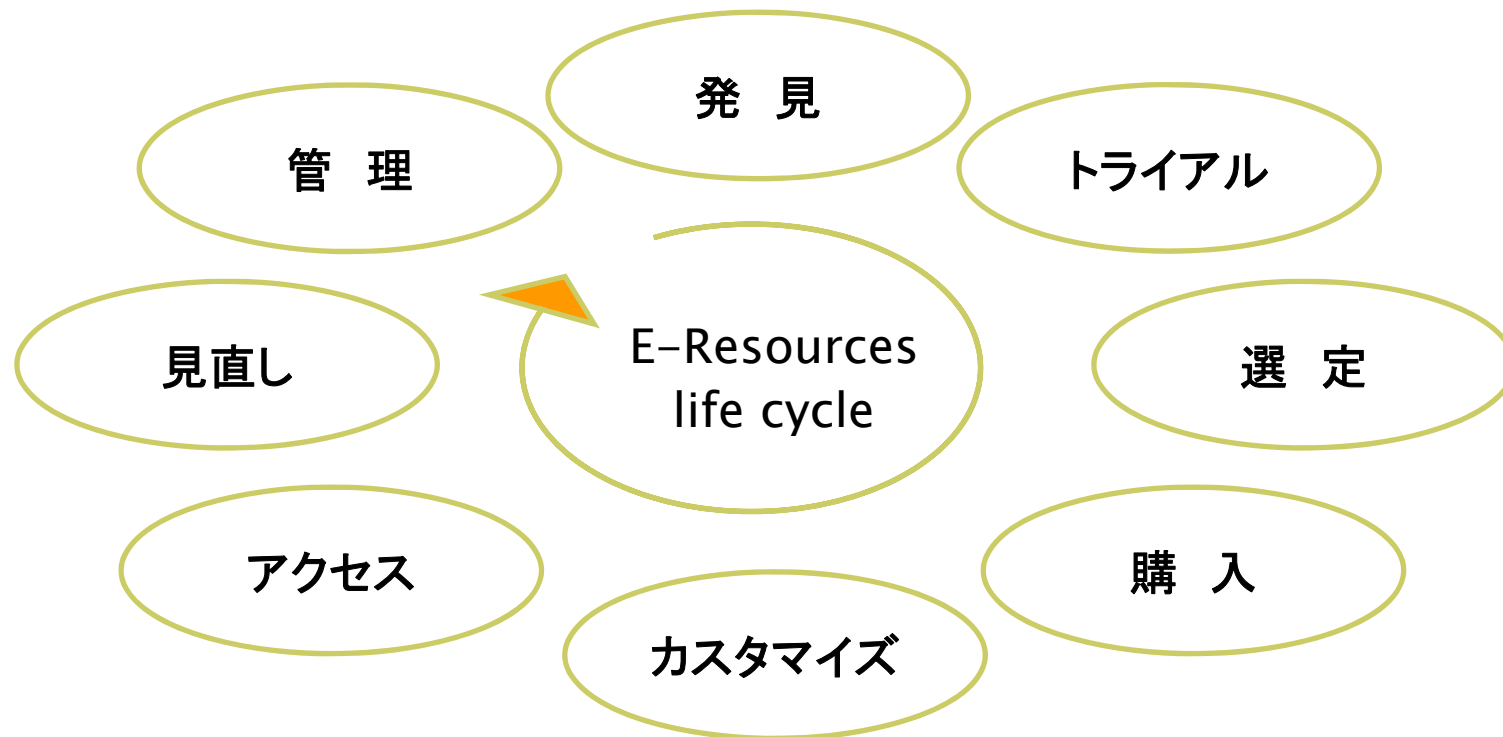 発　見
管　理
トライアル
E–Resources
life cycle
見直し
選　定
アクセス
購　入
カスタマイズ